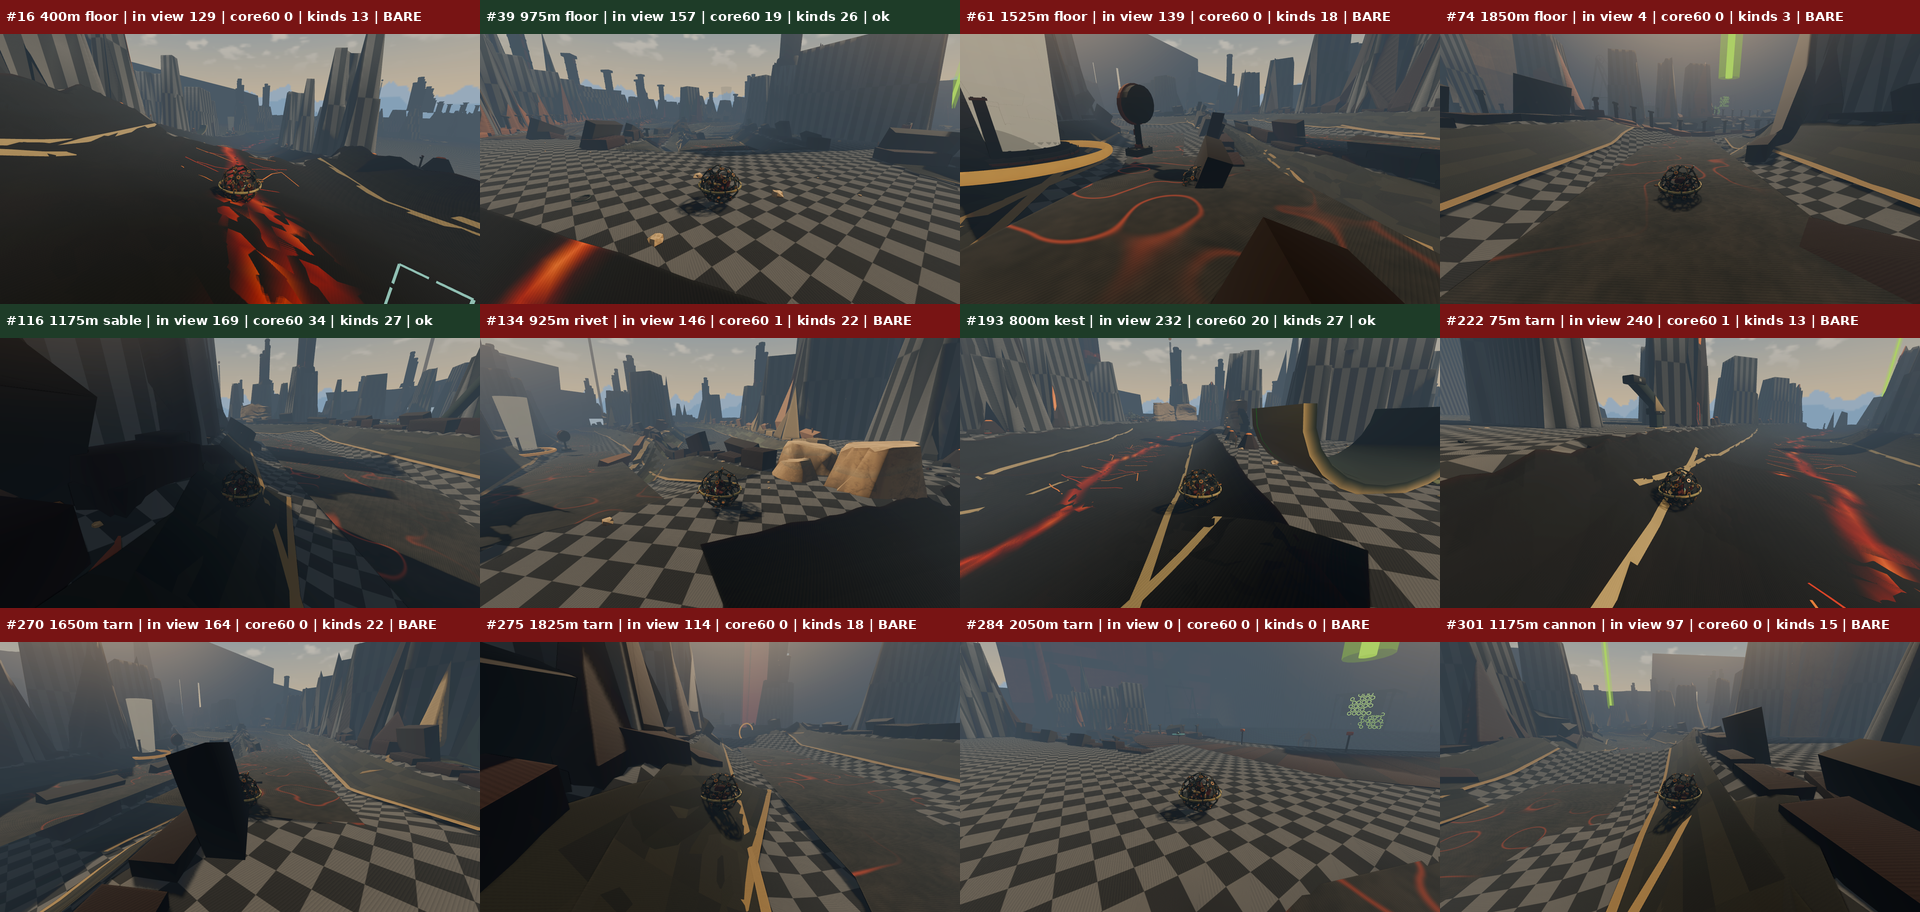 #16 400m floor | in view 129 | core60 0 | kinds 13 | BARE
#39 975m floor | in view 157 | core60 19 | kinds 26 | ok
#61 1525m floor | in view 139 | core60 0 | kinds 18 | BARE
#74 1850m floor | in view 4 | core60 0 | kinds 3 | BARE
#116 1175m sable | in view 169 | core60 34 | kinds 27 | ok
#134 925m rivet | in view 146 | core60 1 | kinds 22 | BARE
#193 800m kest | in view 232 | core60 20 | kinds 27 | ok
#222 75m tarn | in view 240 | core60 1 | kinds 13 | BARE
#270 1650m tarn | in view 164 | core60 0 | kinds 22 | BARE
#275 1825m tarn | in view 114 | core60 0 | kinds 18 | BARE
#284 2050m tarn | in view 0 | core60 0 | kinds 0 | BARE
#301 1175m cannon | in view 97 | core60 0 | kinds 15 | BARE